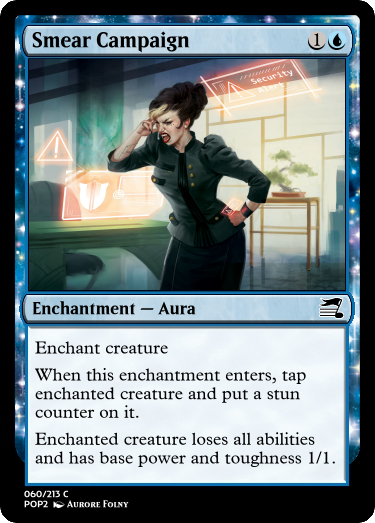 Smear Campaign 1
Security
Enchantment — Aura
Enchant creature
When this enchantment enters, tap
enchanted creature and put a stun
counter on it.
Enchanted creature loses all abilities
and has base power and toughness 1/1.
060/213 C
POP2 Aurore Folny